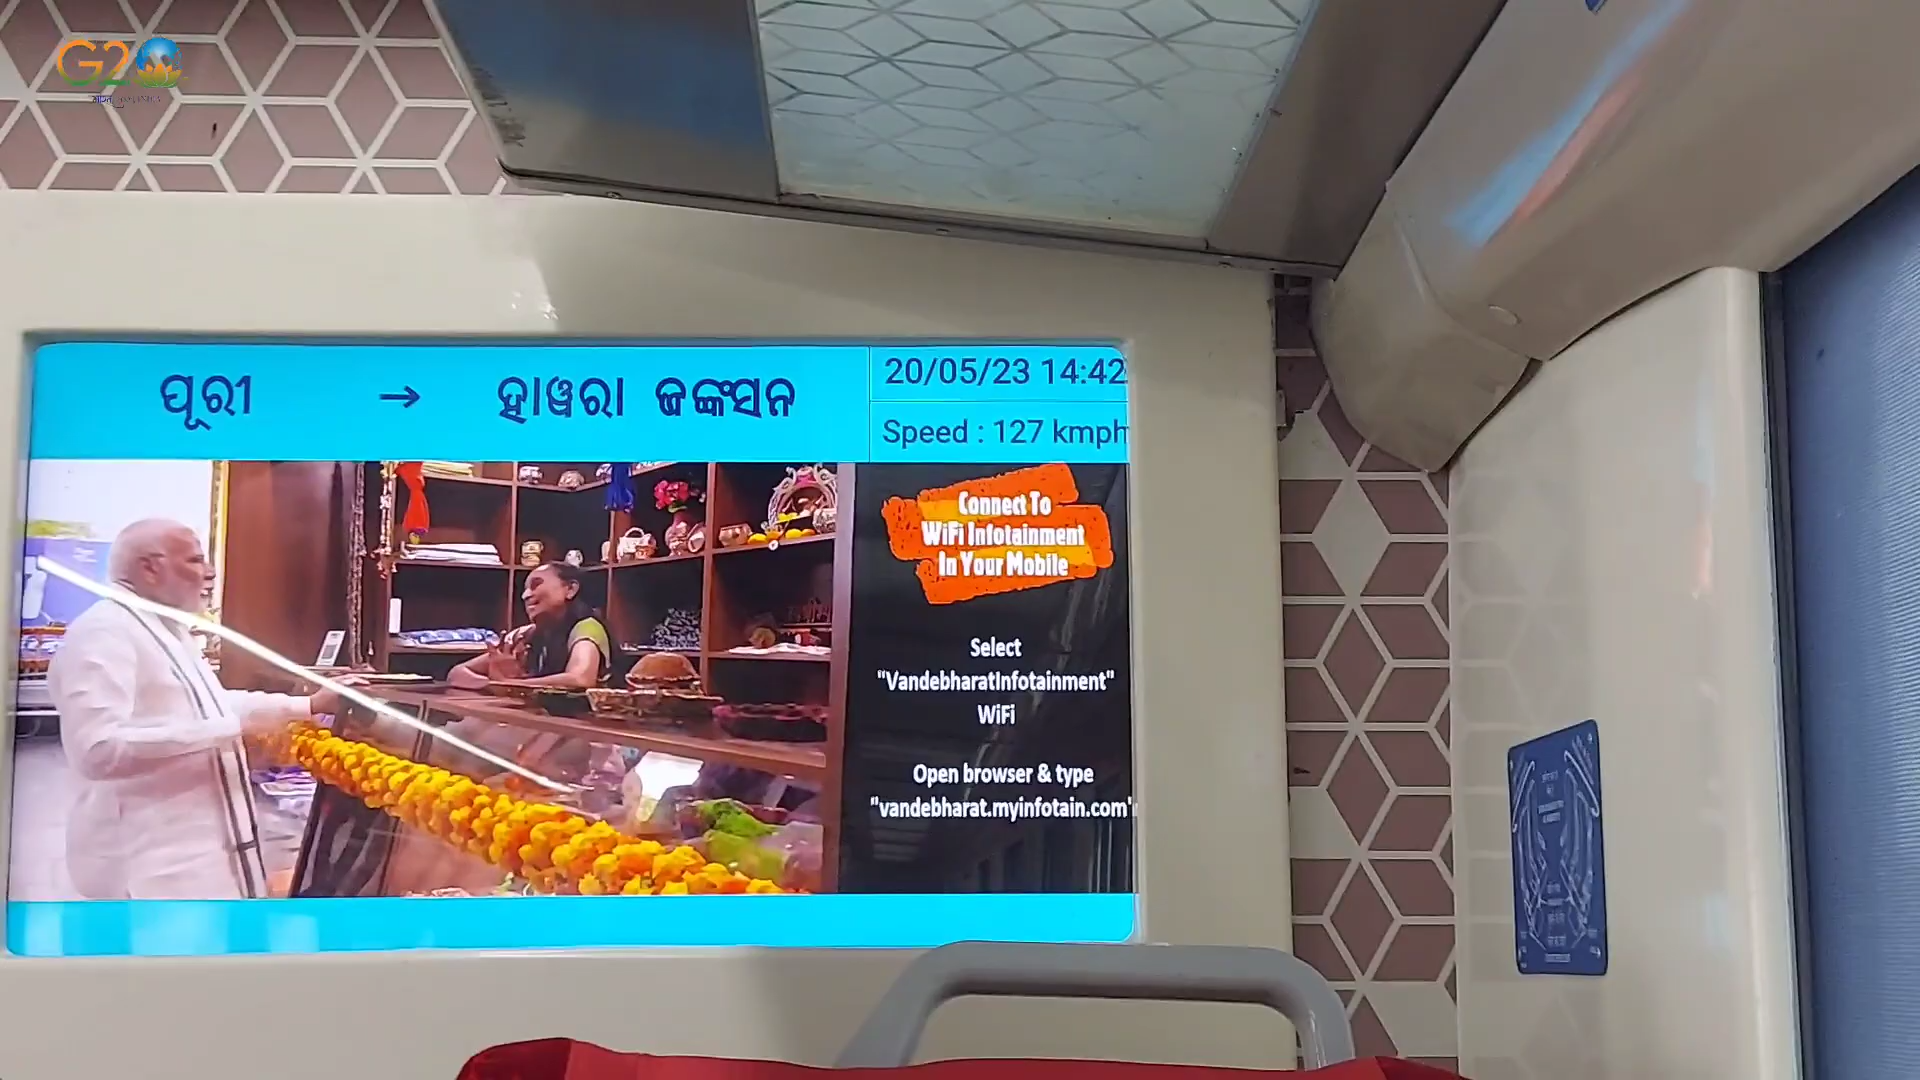 G20
ପୂରୀ → ହାୱରା ଜଙ୍କସନ
20/05/23 14:42
Speed : 127 kmph
Connect To
WiFi Infotainment
In Your Mobile
Select
"VandebharatInfotainment"
WiFi
Open browser & type
"vandebharat.myinfotain.com"